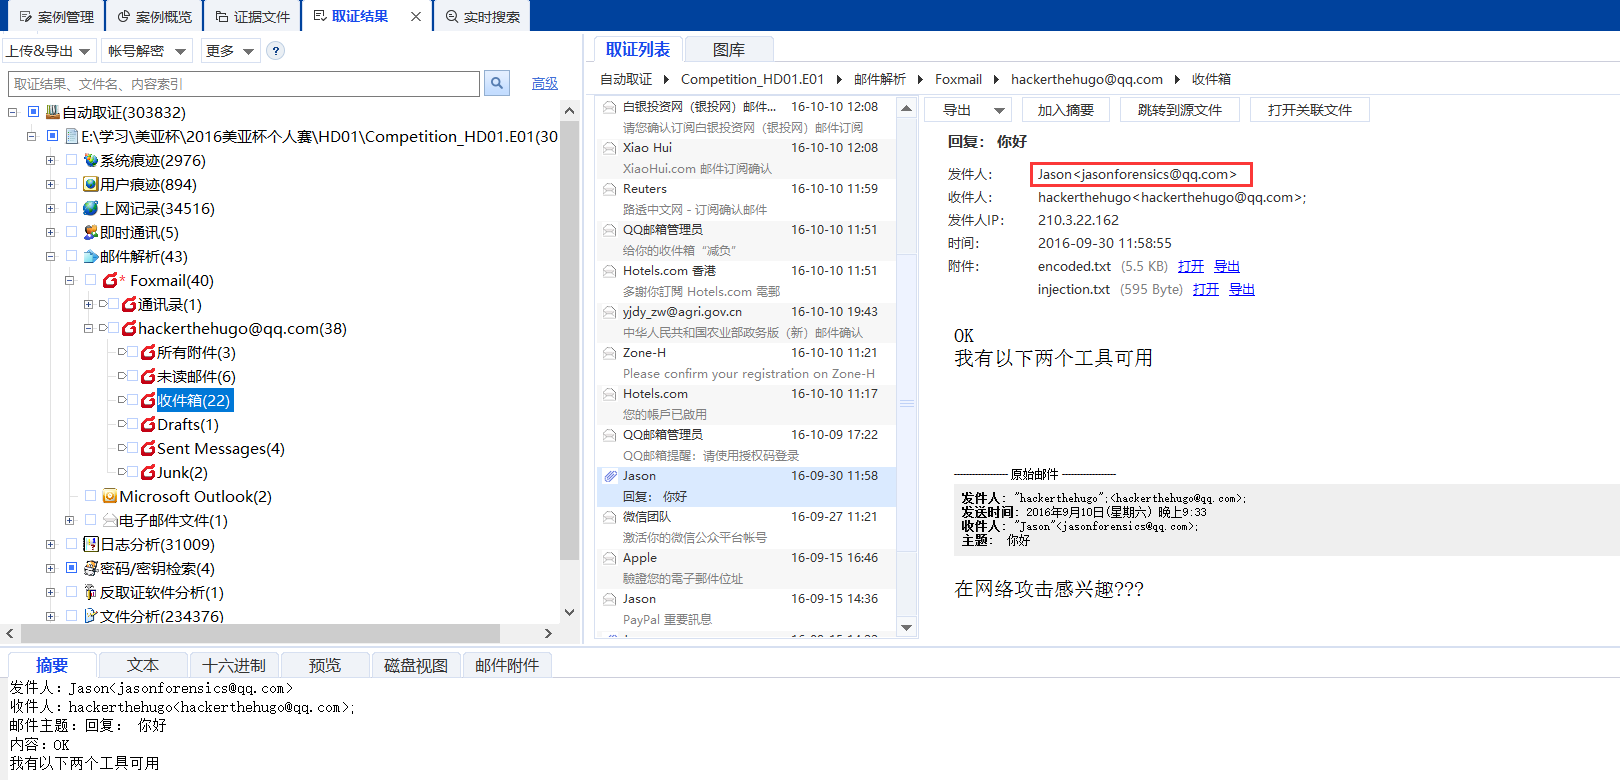 案例管理 案例概览 证据文件 取证结果 × 实时搜索
上传&导出 帐号解密 更多 ?
取证结果、文件名、内容索引 高级
自动取证(303832)
E:\学习\美亚杯\2016美亚杯个人赛\HD01\Competition_HD01.E01(30
系统痕迹(2976)
用户痕迹(894)
上网记录(34516)
即时通讯(5)
邮件解析(43)
* Foxmail(40)
通讯录(1)
hackerthehugo@qq.com(38)
所有附件(3)
未读邮件(6)
收件箱(22)
Drafts(1)
Sent Messages(4)
Junk(2)
Microsoft Outlook(2)
电子邮件文件(1)
日志分析(31009)
密码/密钥检索(4)
反取证软件分析(1)
文件分析(234376)
取证列表 图库
自动取证 Competition_HD01.E01 邮件解析 Foxmail hackerthehugo@qq.com 收件箱
白银投资网（银投网）邮件... 16-10-10 12:08
请您确认订阅白银投资网（银投网）邮件订阅
Xiao Hui 16-10-10 12:08
XiaoHui.com 邮件订阅确认
Reuters 16-10-10 11:59
路透中文网 - 订阅确认邮件
QQ邮箱管理员 16-10-10 11:51
给你的收件箱“减负”
Hotels.com 香港 16-10-10 11:51
多謝你訂閱 Hotels.com 電郵
yjdy_zw@agri.gov.cn 16-10-10 19:43
中华人民共和国农业部政务版（新）邮件确认
Zone-H 16-10-10 11:21
Please confirm your registration on Zone-H
Hotels.com 16-10-10 11:17
您的帳戶已啟用
QQ邮箱管理员 16-10-09 17:22
QQ邮箱提醒：请使用授权码登录
Jason 16-09-30 11:58
回复： 你好
微信团队 16-09-27 11:21
激活你的微信公众平台帐号
Apple 16-09-15 16:46
驗證您的電子郵件位址
Jason 16-09-15 14:36
PayPal 重要訊息
导出 加入摘要 跳转到源文件 打开关联文件
回复： 你好
发件人： Jason<jasonforensics@qq.com>
收件人： hackerthehugo<hackerthehugo@qq.com>;
发件人IP： 210.3.22.162
时间： 2016-09-30 11:58:55
附件： encoded.txt (5.5 KB) 打开 导出
injection.txt (595 Byte) 打开 导出
OK
我有以下两个工具可用
------------------ 原始邮件 ------------------
发件人："hackerthehugo";<hackerthehugo@qq.com>;
发送时间：2016年9月10日(星期六) 晚上9:33
收件人："Jason"<jasonforensics@qq.com>;
主题： 你好
在网络攻击感兴趣???
摘要 文本 十六进制 预览 磁盘视图 邮件附件
发件人：Jason<jasonforensics@qq.com>
收件人：hackerthehugo<hackerthehugo@qq.com>;
邮件主题：回复： 你好
内容：OK
我有以下两个工具可用